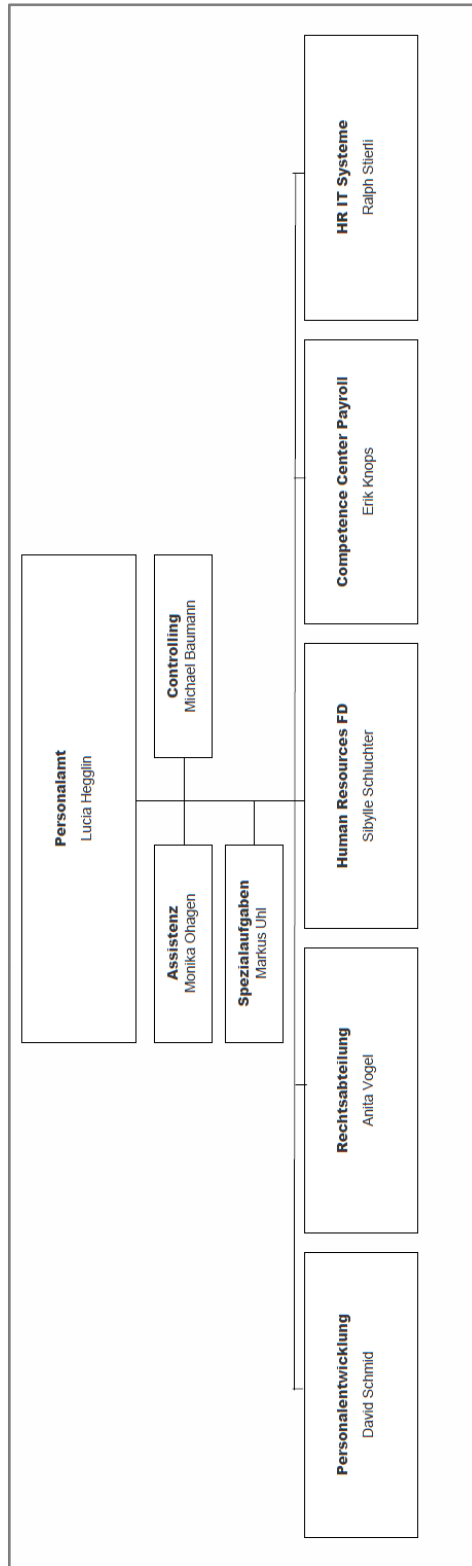 Personalamt
Lucia Hegglin
Assistenz
Monika Ohagen
Controlling
Michael Baumann
Spezialaufgaben
Markus Uhl
Personalentwicklung
David Schmid
Rechtsabteilung
Anita Vogel
Human Resources FD
Sibylle Schluchter
Competence Center Payroll
Erik Knops
HR IT Systeme
Ralph Stierli